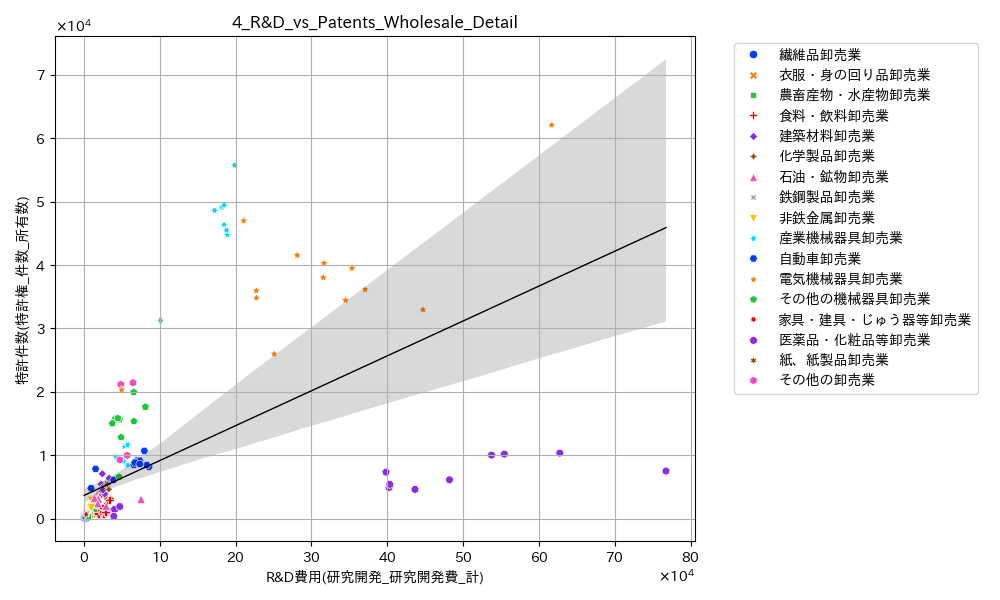 4_R&D_vs_Patents_Wholesale_Detail
×10⁴
7
6
5
4
3
2
1
0
特許件数(特許権_件数_所有数)
0 10 20 30 40 50 60 70 80
×10⁴
R&D費用(研究開発_研究開発費_計)
繊維品卸売業
衣服・身の回り品卸売業
農畜産物・水産物卸売業
食料・飲料卸売業
建築材料卸売業
化学製品卸売業
石油・鉱物卸売業
鉄鋼製品卸売業
非鉄金属卸売業
産業機械器具卸売業
自動車卸売業
電気機械器具卸売業
その他の機械器具卸売業
家具・建具・じゅう器等卸売業
医薬品・化粧品等卸売業
紙、紙製品卸売業
その他の卸売業